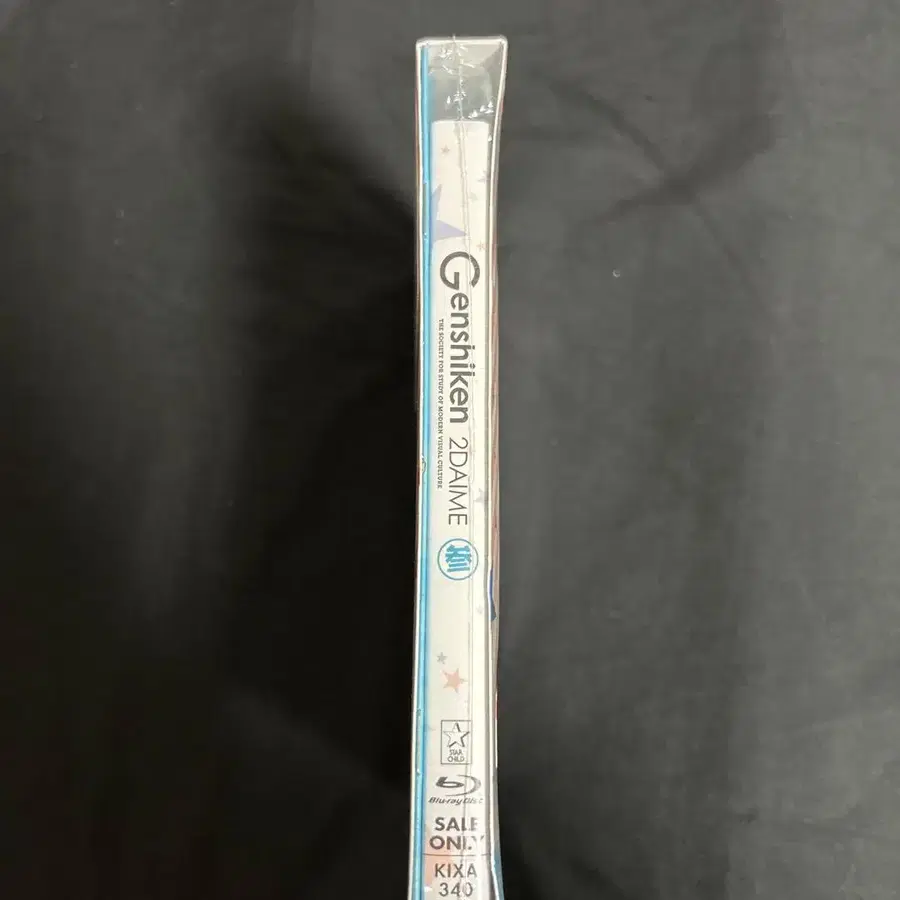 Genshiken 2DAIME
THE SOCIETY FOR STUDY OF MODERN VISUAL CULTURE
A
STAR
CHILD
Blu-ray Disc
SALE
ONLY
KIXA
340